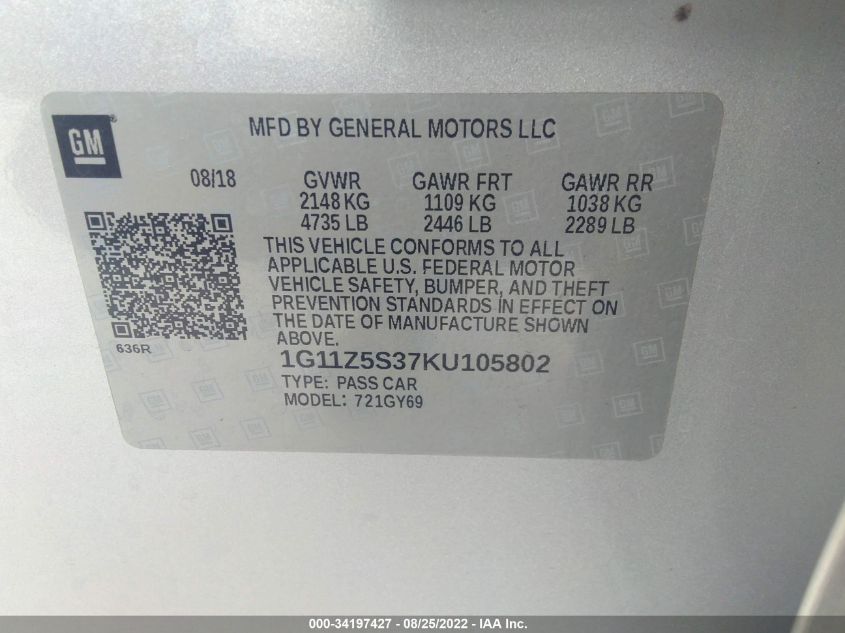 GM
®
MFD BY GENERAL MOTORS LLC
08/18 GVWR GAWR FRT GAWR RR
2148 KG 1109 KG 1038 KG
4735 LB 2446 LB 2289 LB
THIS VEHICLE CONFORMS TO ALL
APPLICABLE U.S. FEDERAL MOTOR
VEHICLE SAFETY, BUMPER, AND THEFT
PREVENTION STANDARDS IN EFFECT ON
THE DATE OF MANUFACTURE SHOWN
ABOVE.
636R
1G11Z5S37KU105802
TYPE: PASS CAR
MODEL: 721GY69
000-34197427 - 08/25/2022 - IAA Inc.